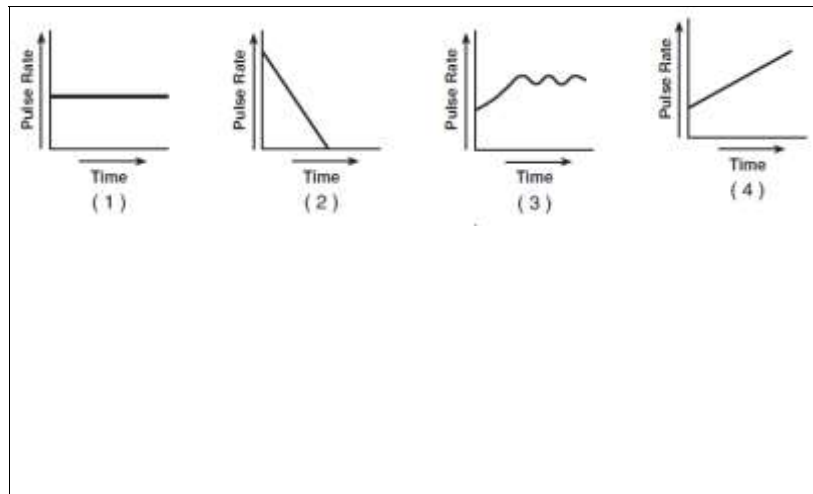 Pulse Rate
Time
( 1 )
Pulse Rate
Time
( 2 )
Pulse Rate
Time
( 3 )
Pulse Rate
Time
( 4 )